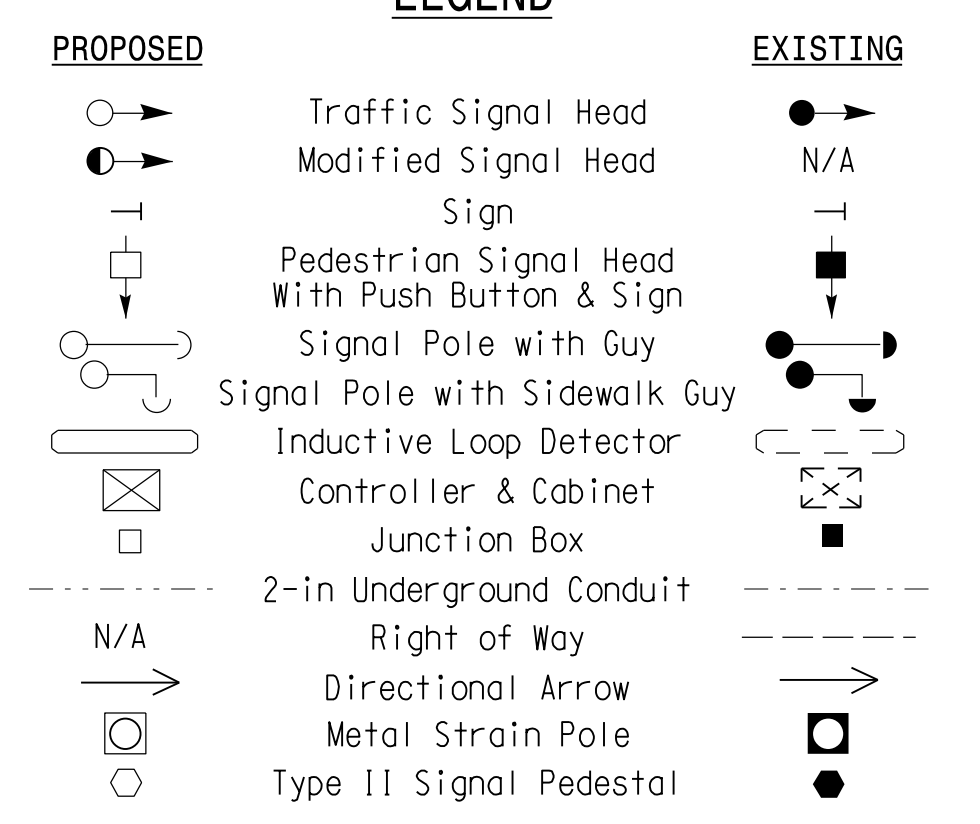 LEGEND
PROPOSED EXISTING
Traffic Signal Head
Modified Signal Head N/A
Sign
Pedestrian Signal Head
With Push Button & Sign
Signal Pole with Guy
Signal Pole with Sidewalk Guy
Inductive Loop Detector
Controller & Cabinet
Junction Box
2-in Underground Conduit
N/A Right of Way
Directional Arrow
Metal Strain Pole
Type II Signal Pedestal